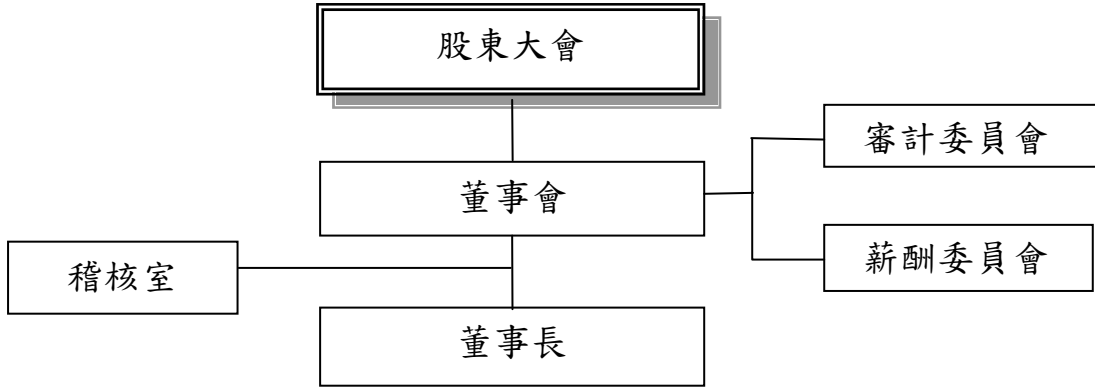 股東大會
審計委員會
董事會
薪酬委員會
稽核室
董事長